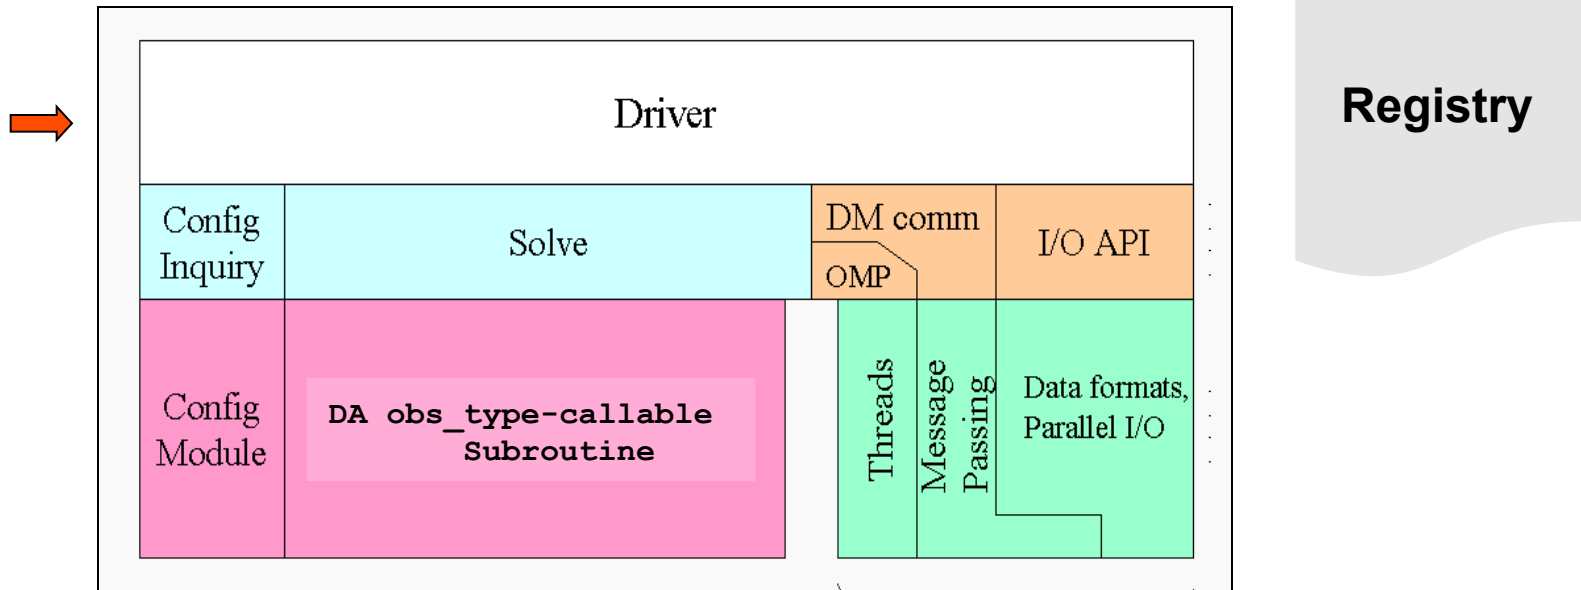 Driver
Registry
Config
Inquiry
Solve
DM comm
OMP
I/O API
Config
Module
DA obs_type-callable
Subroutine
Threads
Message
Passing
Data formats,
Parallel I/O